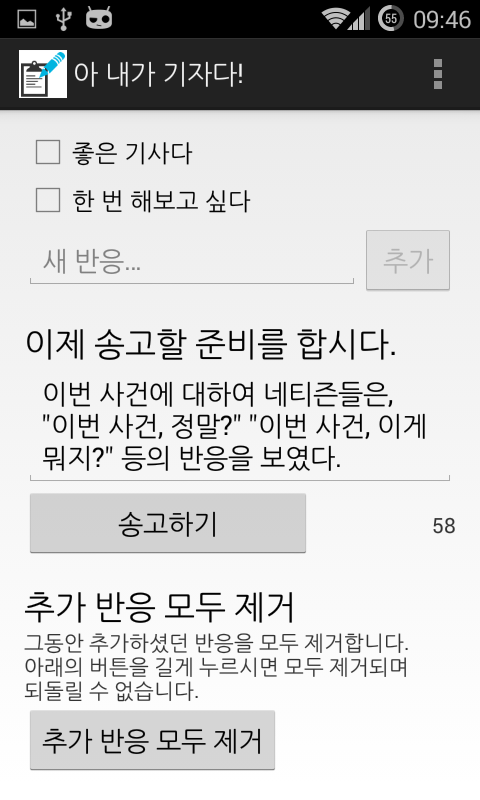 55 09:46
아 내가 기자다!
좋은 기사다
한 번 해보고 싶다
새 반응... 추가
이제 송고할 준비를 합시다.
이번 사건에 대하여 네티즌들은,
"이번 사건, 정말?" "이번 사건, 이게
뭐지?" 등의 반응을 보였다.
송고하기 58
추가 반응 모두 제거
그동안 추가하셨던 반응을 모두 제거합니다.
아래의 버튼을 길게 누르시면 모두 제거되며
되돌릴 수 없습니다.
추가 반응 모두 제거